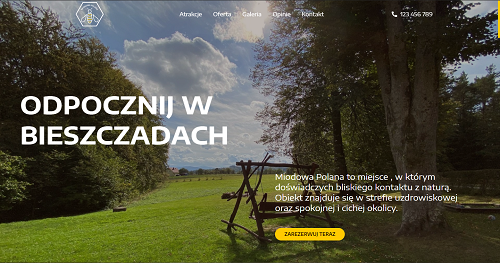 Atrakcje Oferta Galeria Opinie Kontakt 123 456 789
ODPOCZNIJ W
BIESZCZADACH
Miodowa Polana to miejsce , w którym
doświadczych bliskiego kontaktu z naturą.
Obiekt znajduje się w strefie uzdrowiskowej
oraz spokojnej i cichej okolicy.
ZAREZERWUJ TERAZ